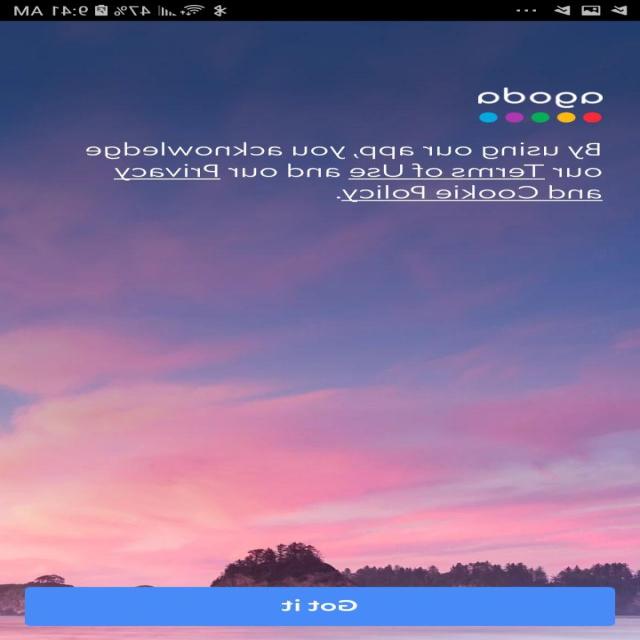 9:41 AM
47%
agoda
By using our app, you acknowledge
our Terms of Use and our Privacy
and Cookie Policy.
Got it